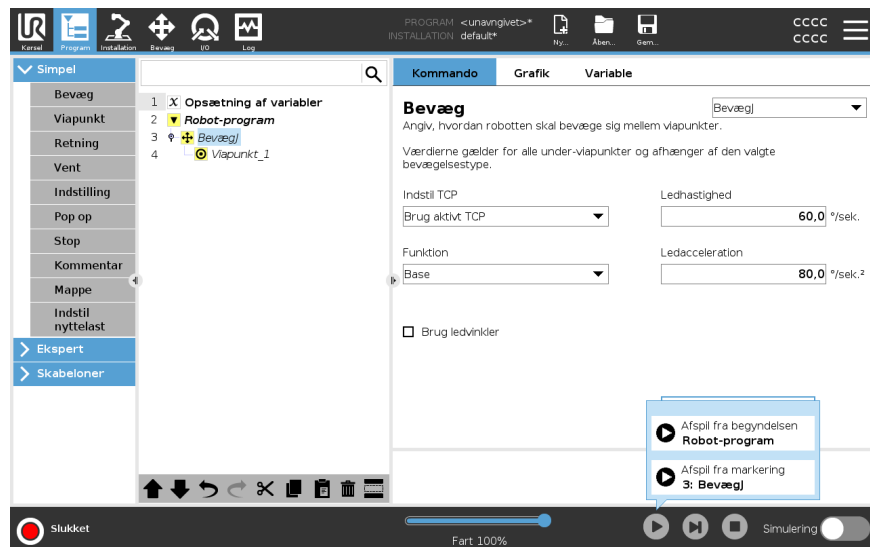 PROGRAM <unavngivet>*
INSTALLATION default*
Kørsel
Program
Installation
Bevæg
I/O
Log
Ny...
Åben...
Gem...
CCCC
CCCC
Simpel
Bevæg
Viapunkt
Retning
Vent
Indstilling
Pop op
Stop
Kommentar
Mappe
Indstil
nyttelast
Ekspert
Skabeloner
1 X Opsætning af variabler
2 Robot-program
3 BevægJ
4 Viapunkt_1
Kommando
Grafik
Variable
Bevæg
BevægJ
Angiv, hvordan robotten skal bevæge sig mellem viapunkter.
Værdierne gælder for alle under-viapunkter og afhænger af den valgte
bevægelsestype.
Indstil TCP
Ledhastighed
Brug aktivt TCP
60,0 °/sek.
Funktion
Ledacceleration
Base
80,0 °/sek.²
Brug ledvinkler
Afspil fra begyndelsen
Robot-program
Afspil fra markering
3: BevægJ
Slukket
Fart 100%
Simulering